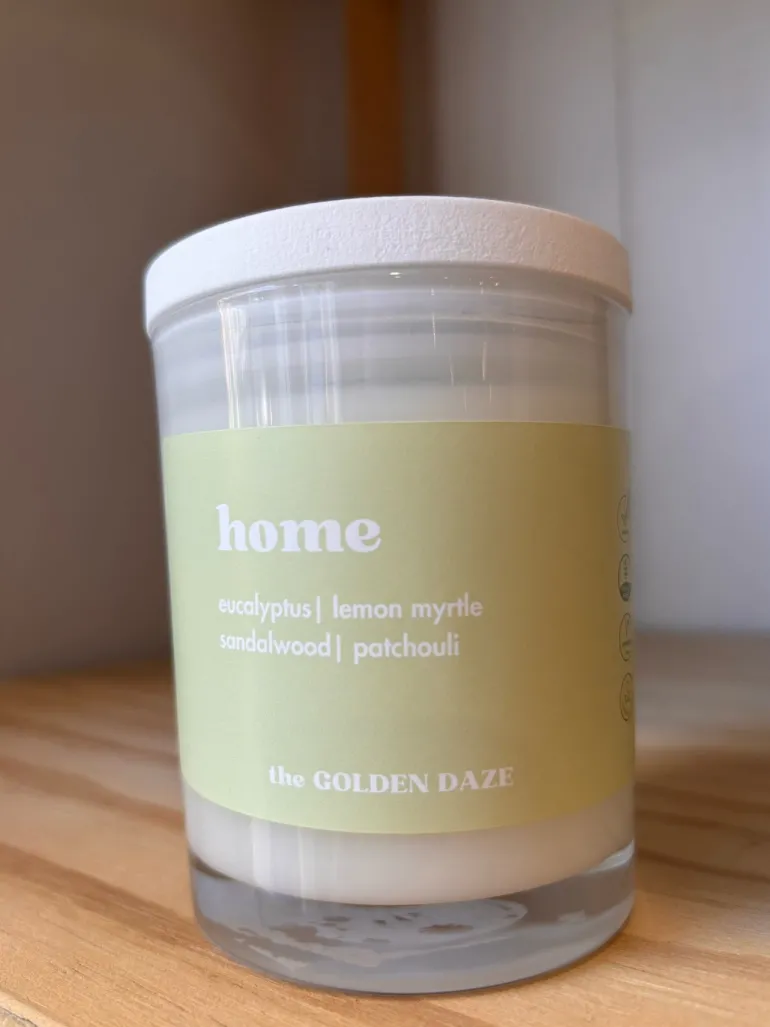 home
eucalyptus| lemon myrtle
sandalwood| patchouli
the GOLDEN DAZE